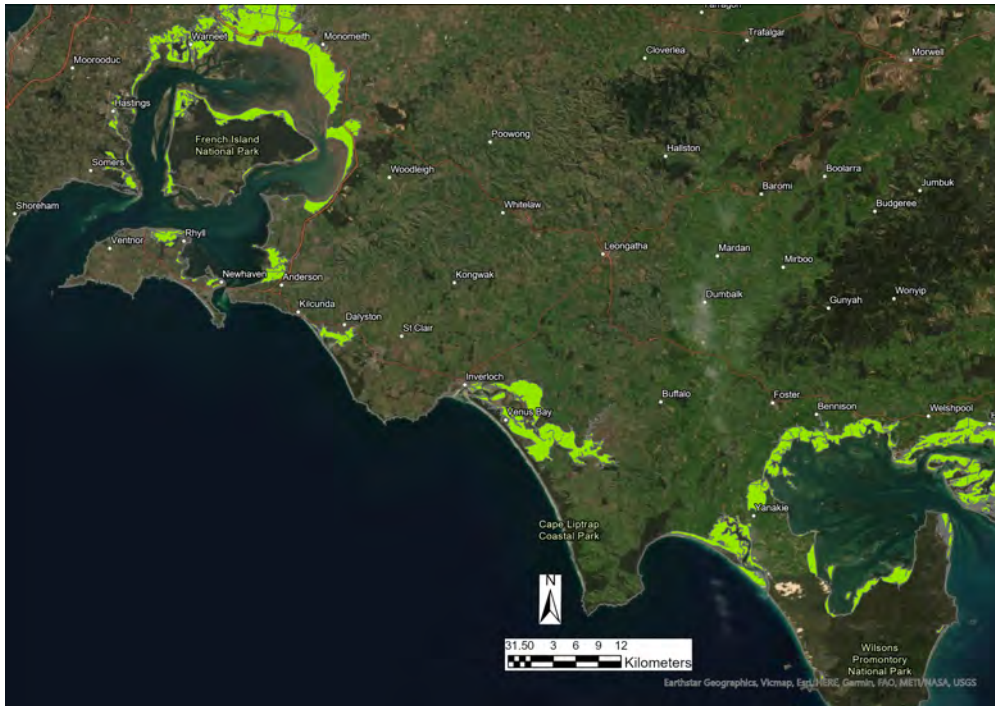 Trafalgar
Warneet
Monomeith
Cloverlea
Morwell
Moorooduc
Hastings
French Island
National Park
Poowong
Hallston
Somers
Woodleigh
Boolarra
Baromi
Jumbuk
Shoreham
Whitelaw
Budgeree
Ventnor
Rhyll
Leongatha
Mardan
Mirboo
Newhaven
Anderson
Kongwak
Dumbalk
Gunyah
Wonyip
Kilcunda
Dalyston
St Clair
Inverloch
Buffalo
Foster
Bennison
Welshpool
Venus Bay
Yanakie
Cape Liptrap
Coastal Park
N
31.50 3 6 9 12
Kilometers
Wilsons
Promontory
National Park
Earthstar Geographics, Vicmap, Esri, HERE, Garmin, FAO, METI/NASA, USGS